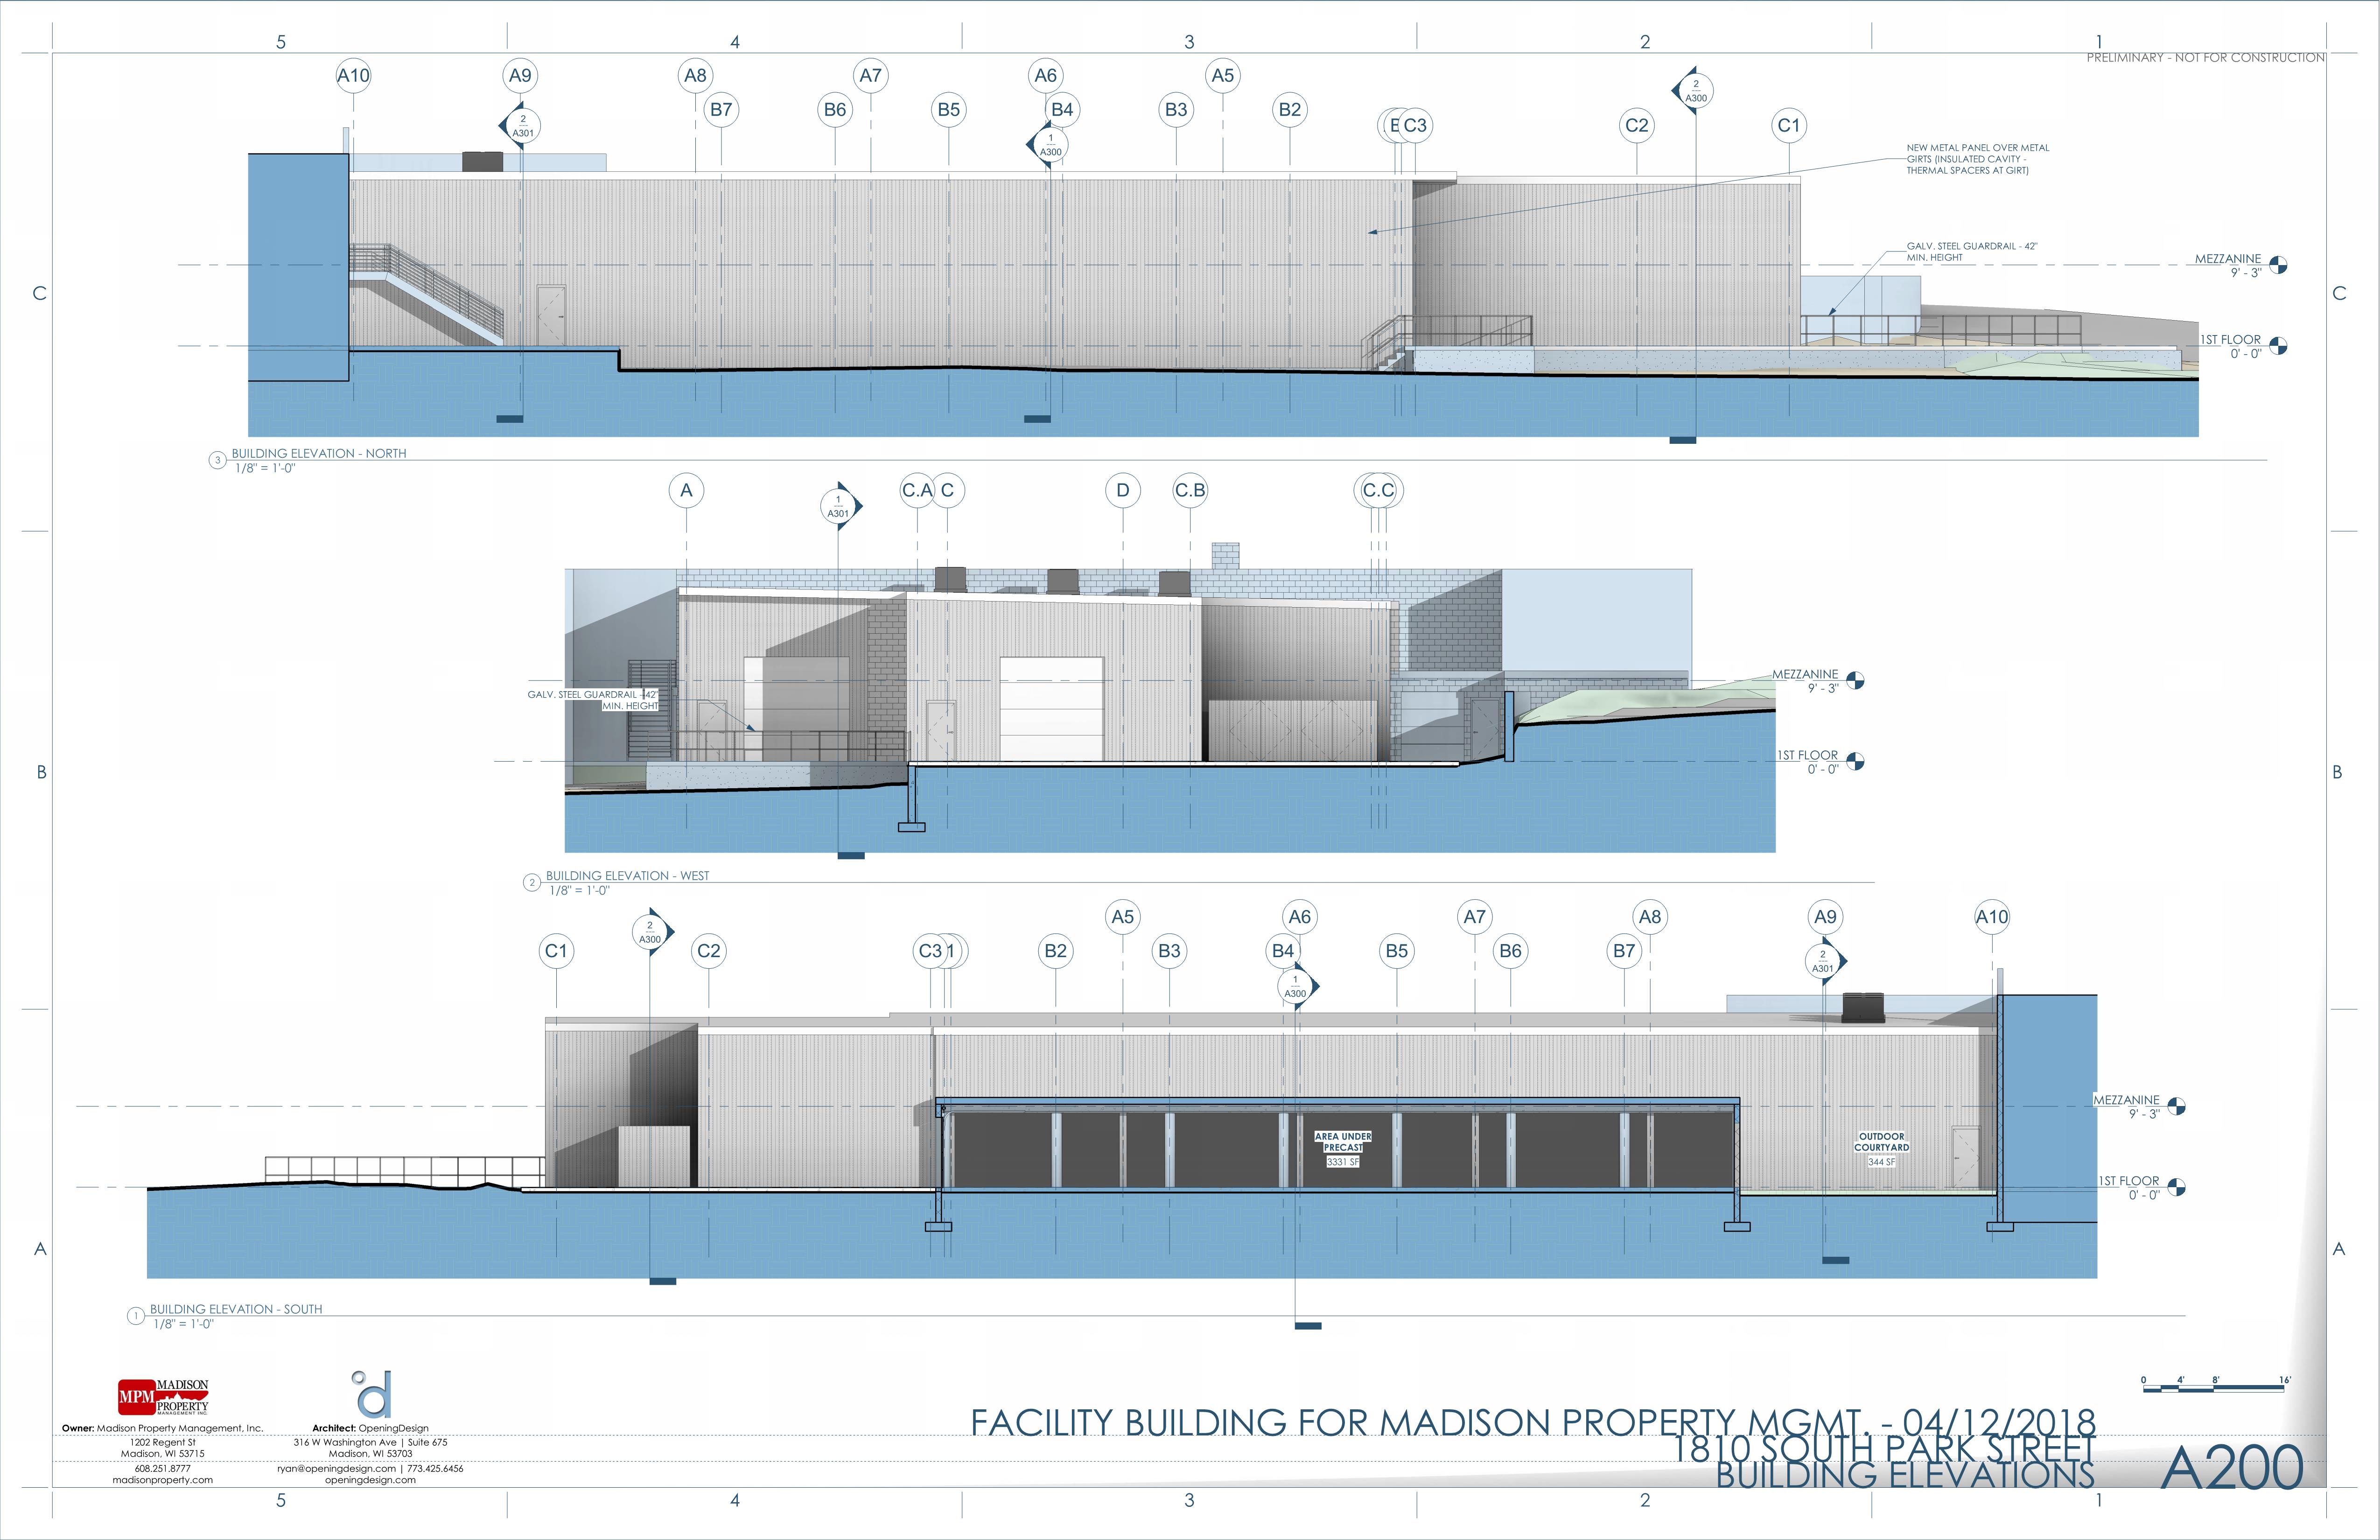 5 4 3 2 1
PRELIMINARY - NOT FOR CONSTRUCTION
A10 A9 A8 A7 A6 A5
B7 B6 B5 B4 B3 B2 C3 C2 C1
2
A301
1
A300
2
A300
NEW METAL PANEL OVER METAL
GIRTS (INSULATED CAVITY -
THERMAL SPACERS AT GIRT)
GALV. STEEL GUARDRAIL - 42"
MIN. HEIGHT
MEZZANINE
9' - 3"
C C
1ST FLOOR
0' - 0"
3 BUILDING ELEVATION - NORTH
1/8" = 1'-0"
A C.A C D C.B C.C
1
A301
GALV. STEEL GUARDRAIL - 42"
MIN. HEIGHT
MEZZANINE
9' - 3"
1ST FLOOR
0' - 0"
B B
2 BUILDING ELEVATION - WEST
1/8" = 1'-0"
A5 A6 A7 A8 A9 A10
C1 C2 C3 1 B2 B3 B4 B5 B6 B7
2
A300
1
A300
2
A301
MEZZANINE
9' - 3"
AREA UNDER
PRECAST
3331 SF
OUTDOOR
COURTYARD
344 SF
1ST FLOOR
0' - 0"
A A
1 BUILDING ELEVATION - SOUTH
1/8" = 1'-0"
0 4' 8' 16'
MPM MADISON
PROPERTY
MANAGEMENT INC
d
Owner: Madison Property Management, Inc.
1202 Regent St
Madison, WI 53715
608.251.8777
madisonproperty.com
Architect: OpeningDesign
316 W Washington Ave | Suite 675
Madison, WI 53703
ryan@openingdesign.com | 773.425.6456
openingdesign.com
FACILITY BUILDING FOR MADISON PROPERTY MGMT. - 04/12/2018
1810 SOUTH PARK STREET
BUILDING ELEVATIONS
A200
5 4 3 2 1